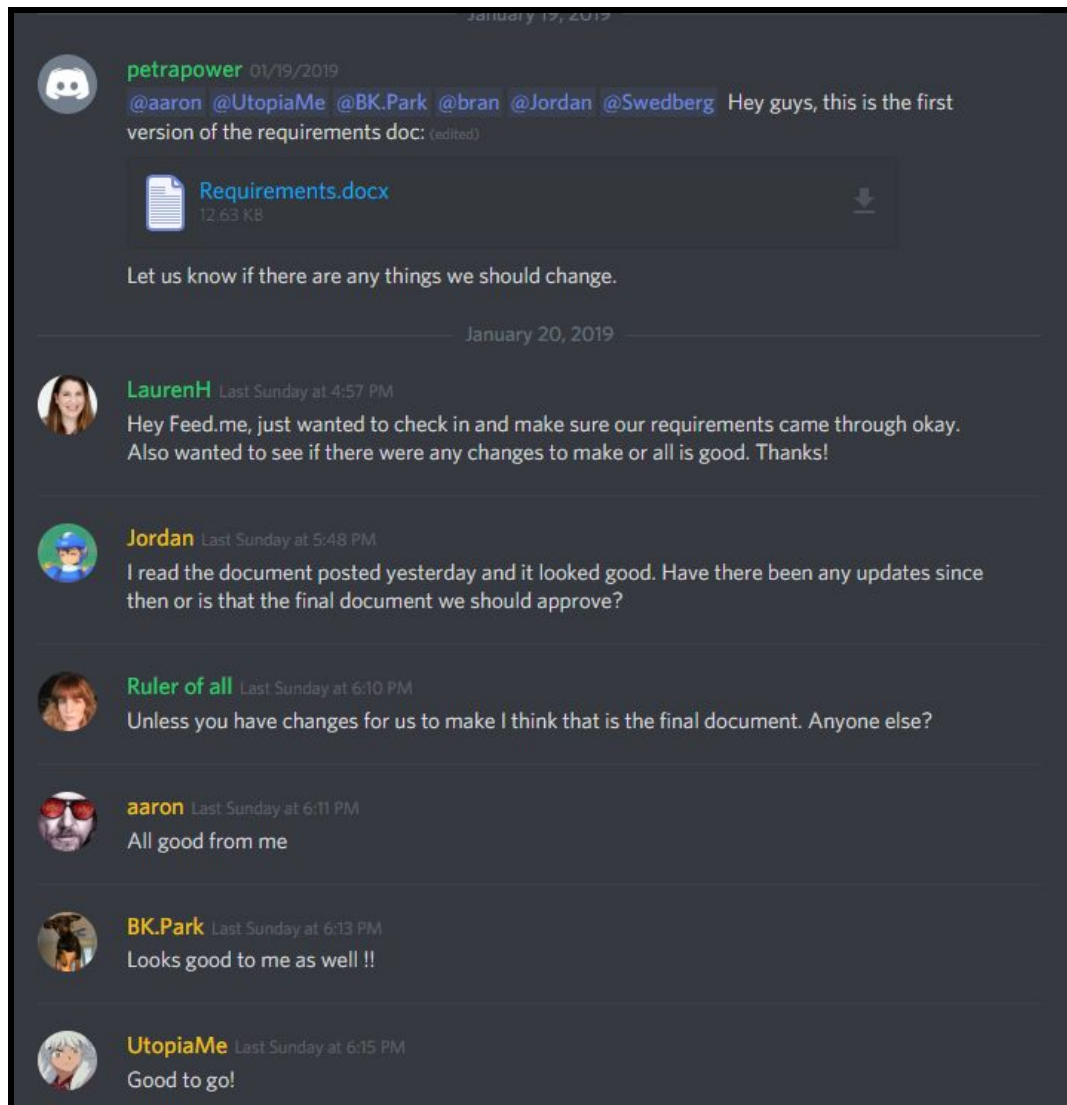 January 19, 2019
petrapower 01/19/2019
@aaron @UtopiaMe @BK.Park @bran @Jordan @Swedberg Hey guys, this is the first
version of the requirements doc: (edited)
Requirements.docx
12.63 KB
Let us know if there are any things we should change.
January 20, 2019
LaurenH Last Sunday at 4:57 PM
Hey Feed.me, just wanted to check in and make sure our requirements came through okay.
Also wanted to see if there were any changes to make or all is good. Thanks!
Jordan Last Sunday at 5:48 PM
I read the document posted yesterday and it looked good. Have there been any updates since
then or is that the final document we should approve?
Ruler of all Last Sunday at 6:10 PM
Unless you have changes for us to make I think that is the final document. Anyone else?
aaron Last Sunday at 6:11 PM
All good from me
BK.Park Last Sunday at 6:13 PM
Looks good to me as well !!
UtopiaMe Last Sunday at 6:15 PM
Good to go!